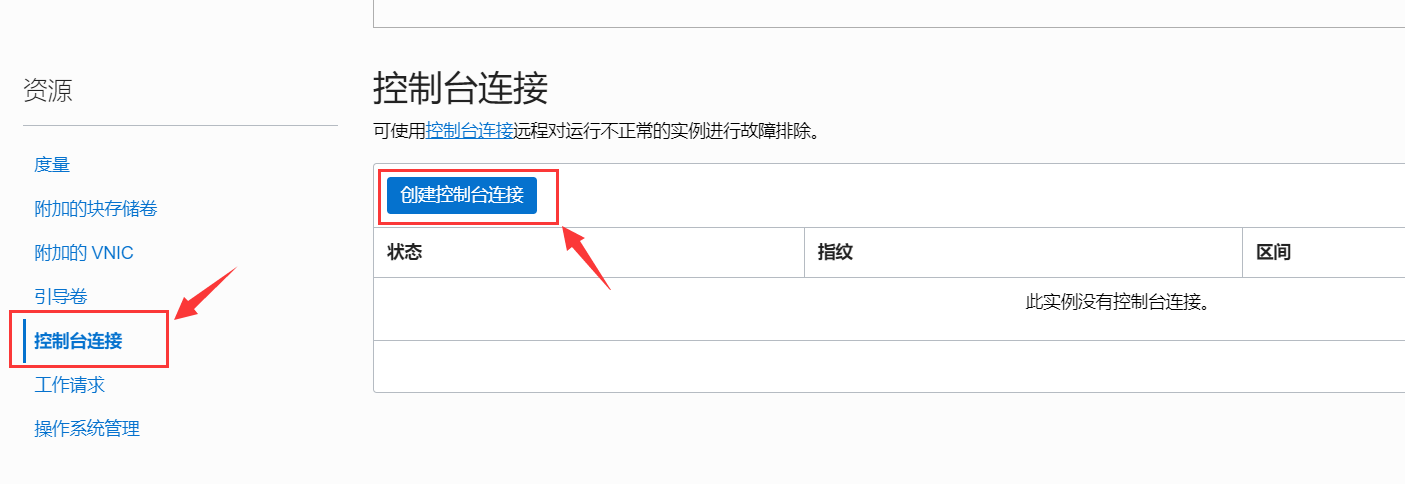 资源
度量
附加的块存储卷
附加的 VNIC
引导卷
控制台连接
工作请求
操作系统管理
控制台连接
可使用控制台连接远程对运行不正常的实例进行故障排除。
创建控制台连接
状态 指纹 区间
此实例没有控制台连接。